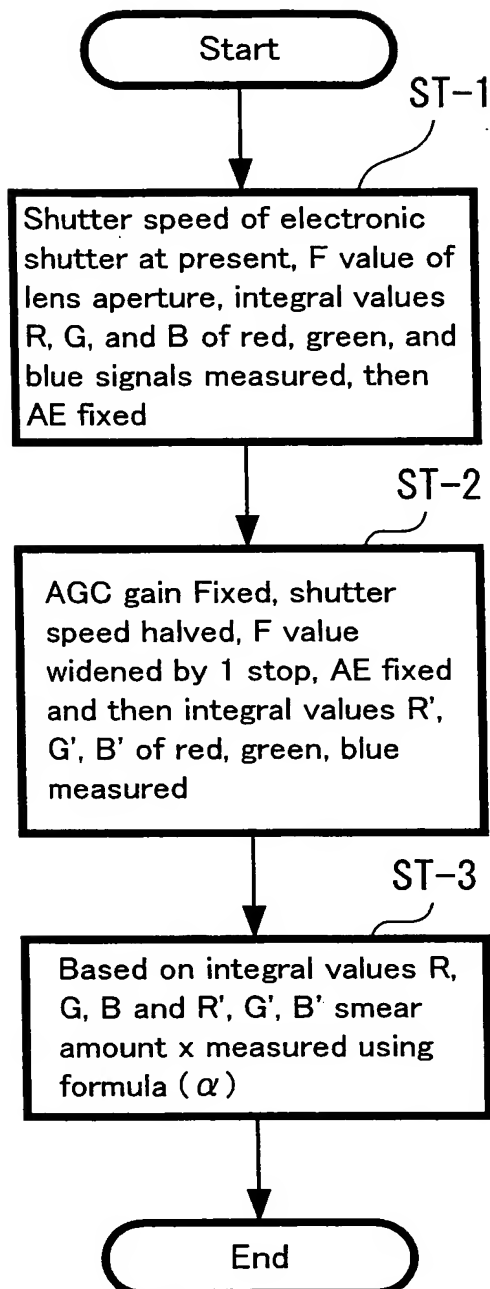 Start
ST-1
Shutter speed of electronic
shutter at present, F value of
lens aperture, integral values
R, G, and B of red, green, and
blue signals measured, then
AE fixed
ST-2
AGC gain Fixed, shutter
speed halved, F value
widened by 1 stop, AE fixed
and then integral values R',
G', B' of red, green, blue
measured
ST-3
Based on integral values R,
G, B and R', G', B' smear
amount x measured using
formula (α)
End